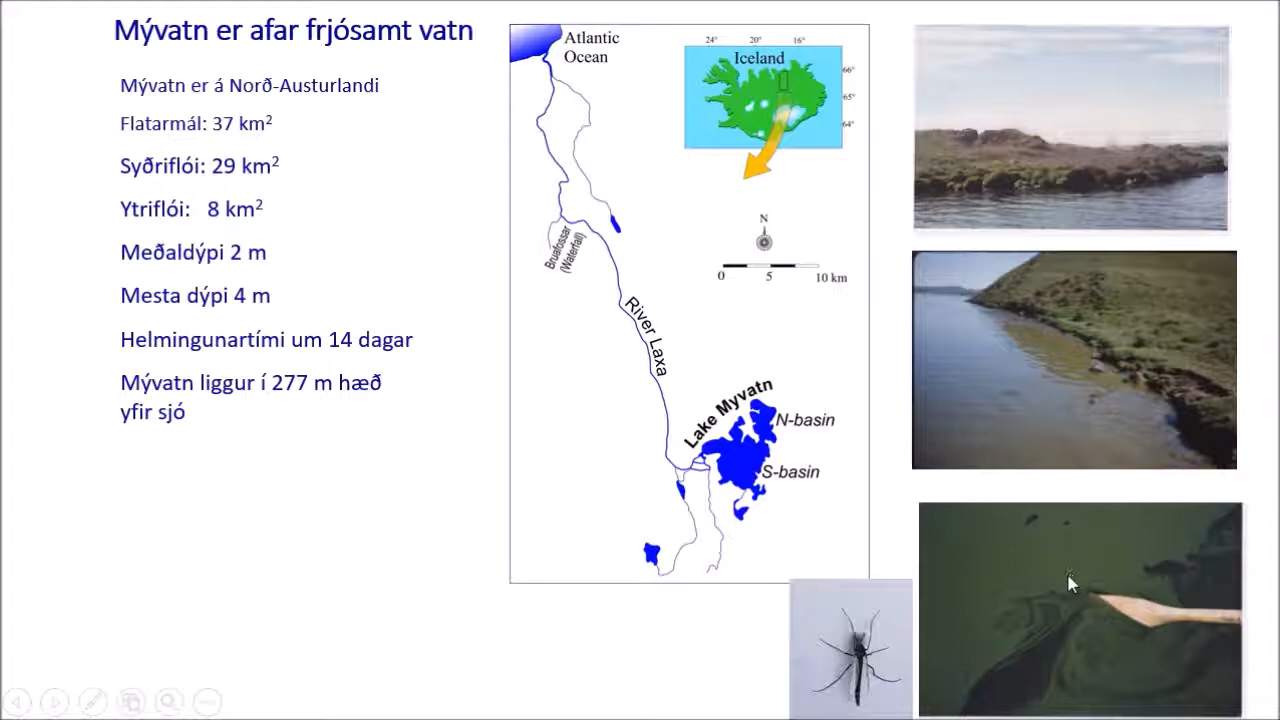 Mývatn er afar frjósamt vatn
Mývatn er á Norð-Austurlandi
Flatarmál: 37 km²
Syðriflói: 29 km²
Ytriflói: 8 km²
Meðaldýpi 2 m
Mesta dýpi 4 m
Helmingunartími um 14 dagar
Mývatn liggur í 277 m hæð
yfir sjó
Atlantic
Ocean
24° 20° 16°
Iceland
66°
65°
64°
N
0 5 10 km
Bruafossar
(Waterfall)
River Laxa
Lake Myvatn
N-basin
S-basin